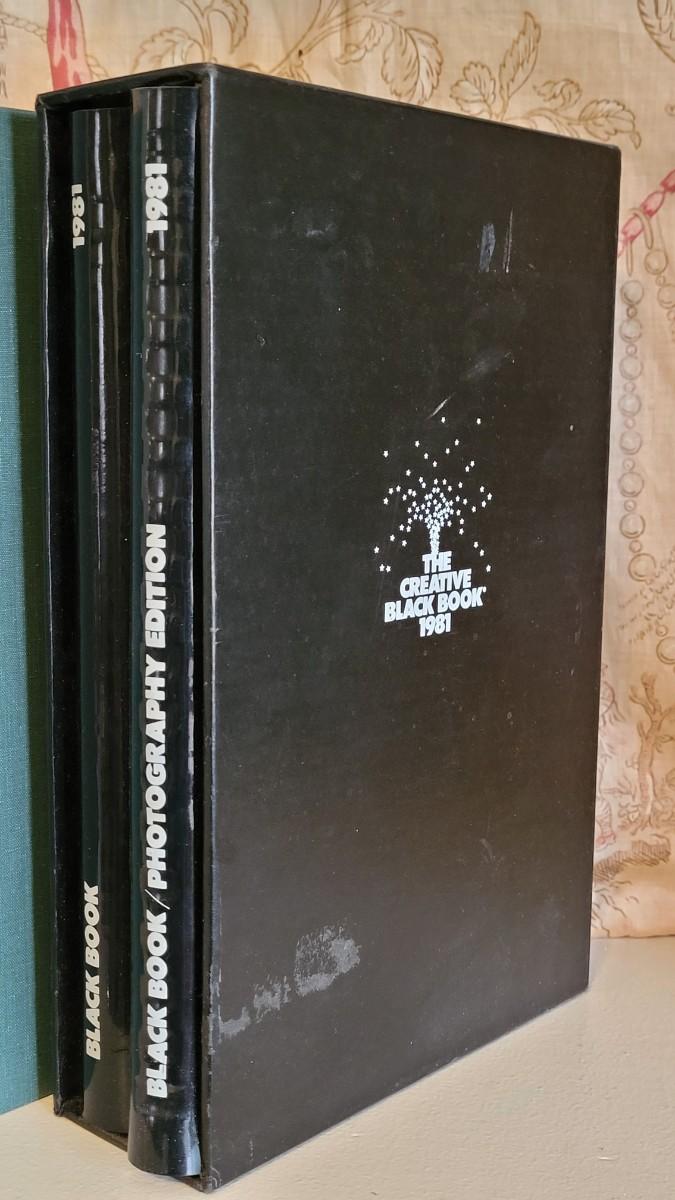 BLACK BOOK 1981
BLACK BOOK / PHOTOGRAPHY EDITION 1981
THE
CREATIVE
BLACK BOOK®
1981